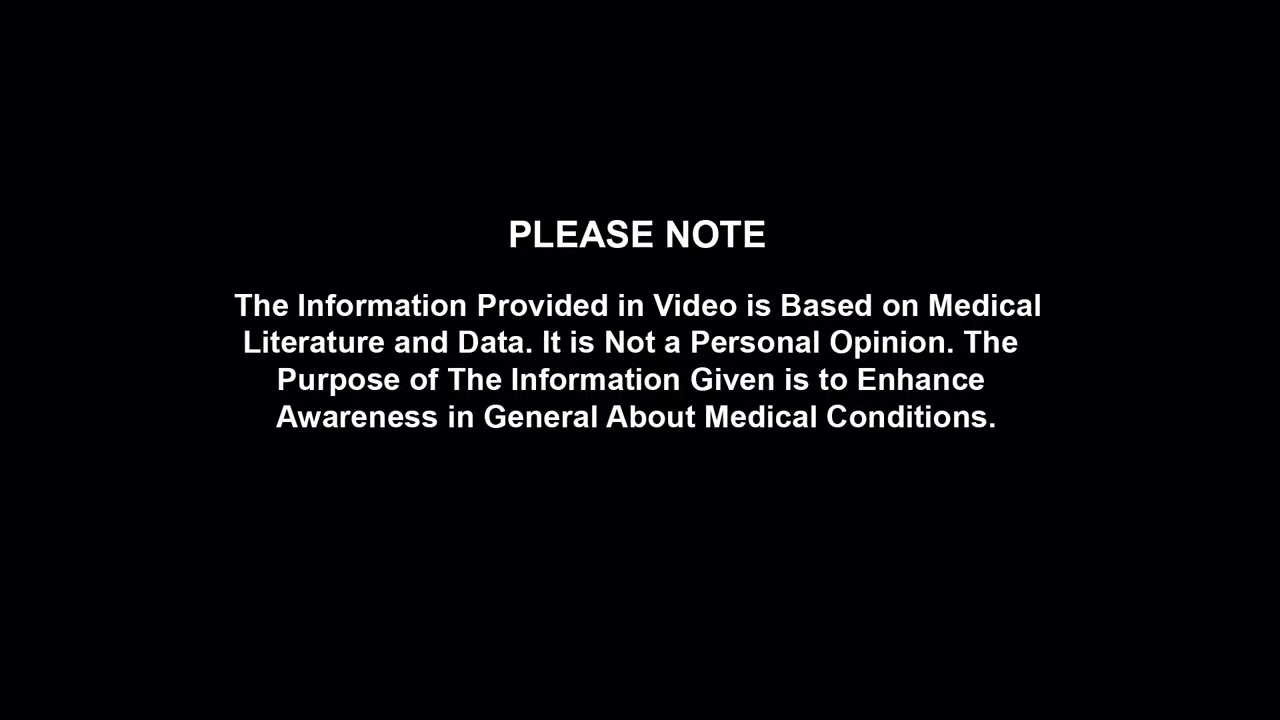 PLEASE NOTE
The Information Provided in Video is Based on Medical
Literature and Data. It is Not a Personal Opinion. The
Purpose of The Information Given is to Enhance
Awareness in General About Medical Conditions.